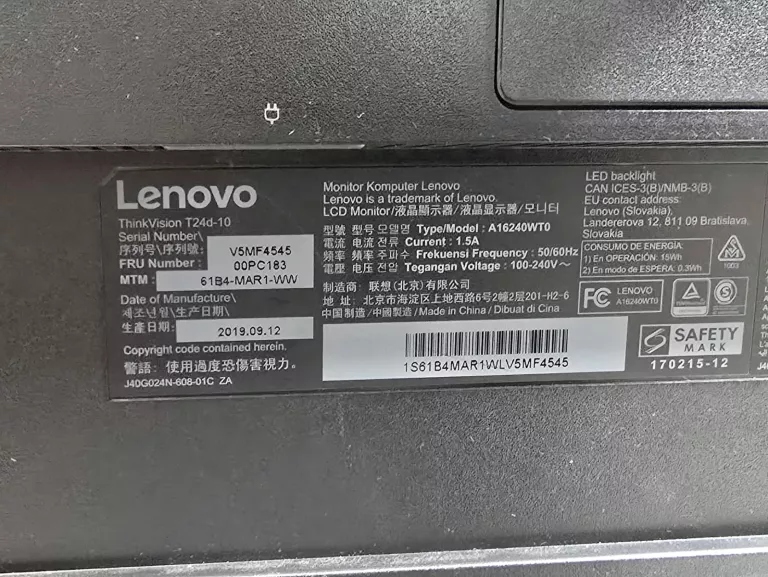 Lenovo
ThinkVision T24d-10
Serial Number\
序列号\序列號: V5MF4545
FRU Number : 00PC183
MTM : 61B4-MAR1-WW
Date of Manufacture\
제조년월\生产日期\
生産日期: 2019.09.12
Copyright code contained herein.
警語: 使用過度恐傷害視力。
J40G024N-608-01C ZA
Monitor Komputer Lenovo
Lenovo is a trademark of Lenovo.
LCD Monitor/液晶顯示器/液晶显示器/모니터
型號 型号 모델명 Type/Model : A16240WT0
電流 电流 전류 Current : 1.5A
頻率 频率 주파수 Frekuensi Frequency : 50/60Hz
電壓 电压 전압 Tegangan Voltage : 100-240V～
制造商: 联想(北京)有限公司
地 址: 北京市海淀区上地西路6号2幢2层201-H2-6
中国制造/中國製造/Made in China / Dibuat di Cina
1S61B4MAR1WLV5MF4545
LED backlight
CAN ICES-3(B)/NMB-3(B)
EU contact address:
Lenovo (Slovakia),
Landererova 12, 811 09 Bratislava,
Slovakia
CONSUMO DE ENERGÍA:
1) En OPERACIÓN: 15Wh
2) En modo de ESPERA: 0.3Wh
1003
FC LENOVO
A16240WT0
SAFETY
MARK
170215-12